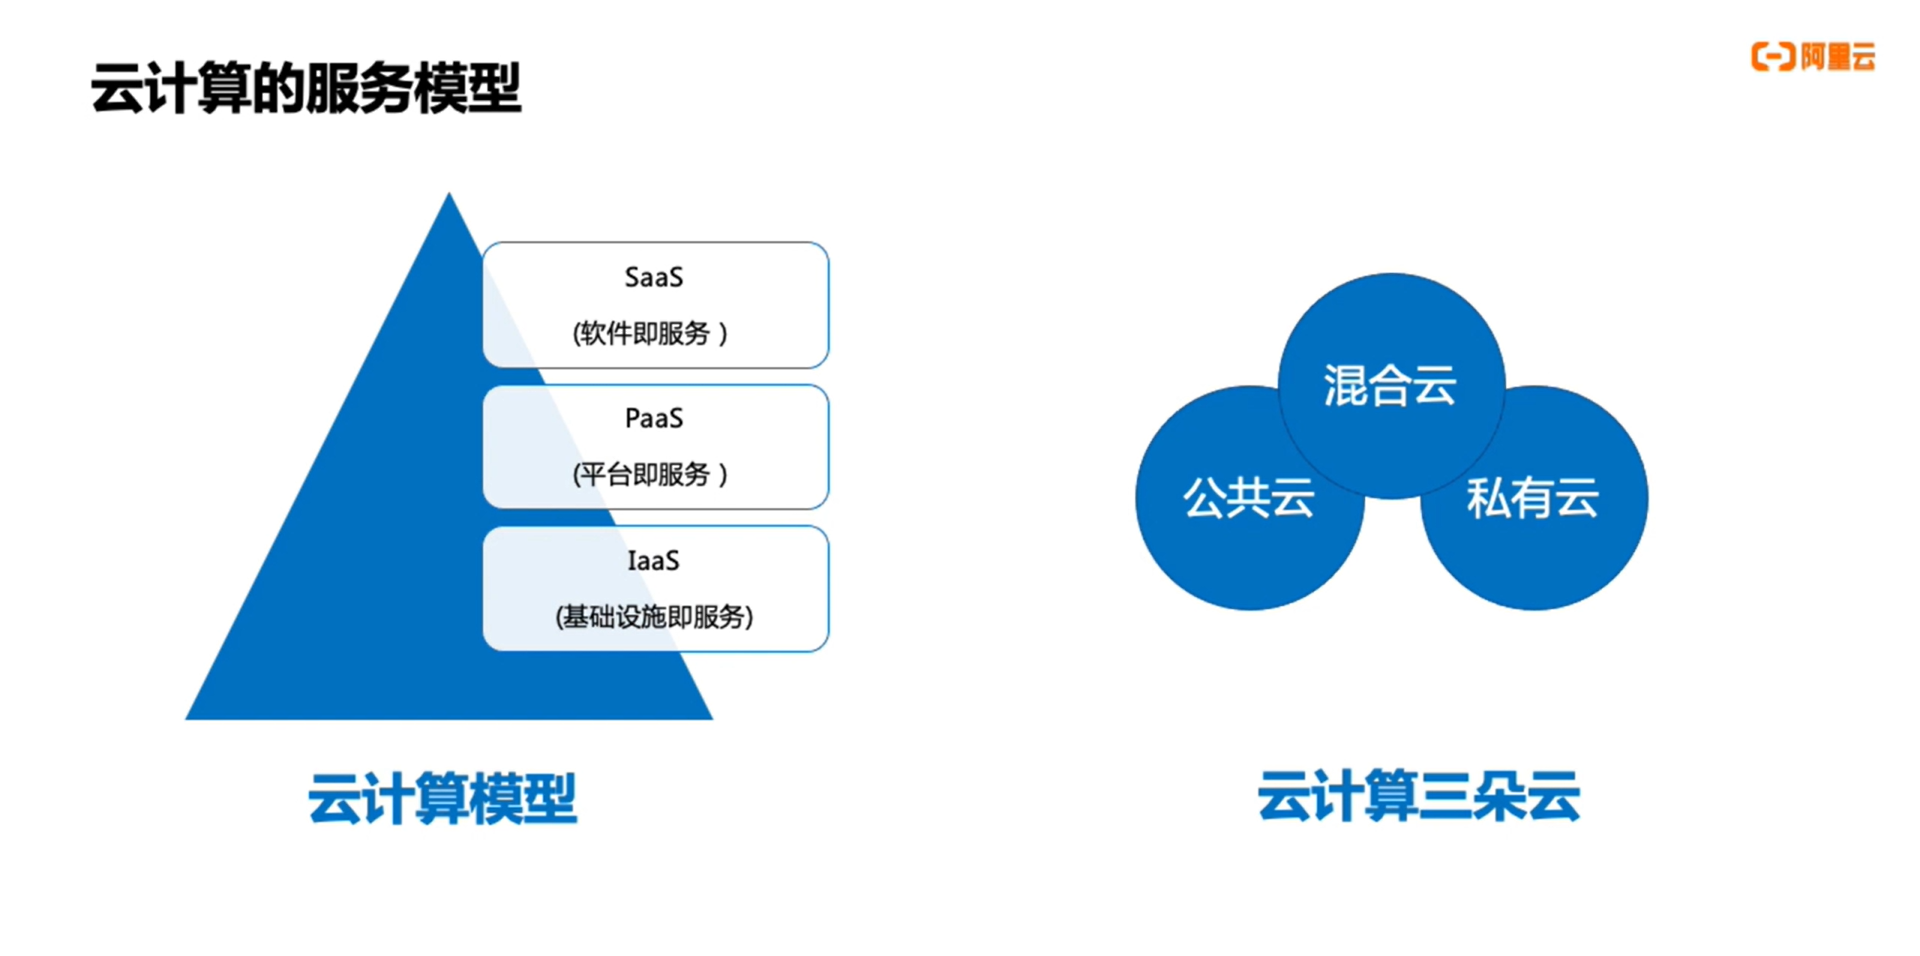 云计算的服务模型
阿里云
SaaS
(软件即服务 )
PaaS
(平台即服务 )
IaaS
(基础设施即服务)
云计算模型
混合云
公共云
私有云
云计算三朵云